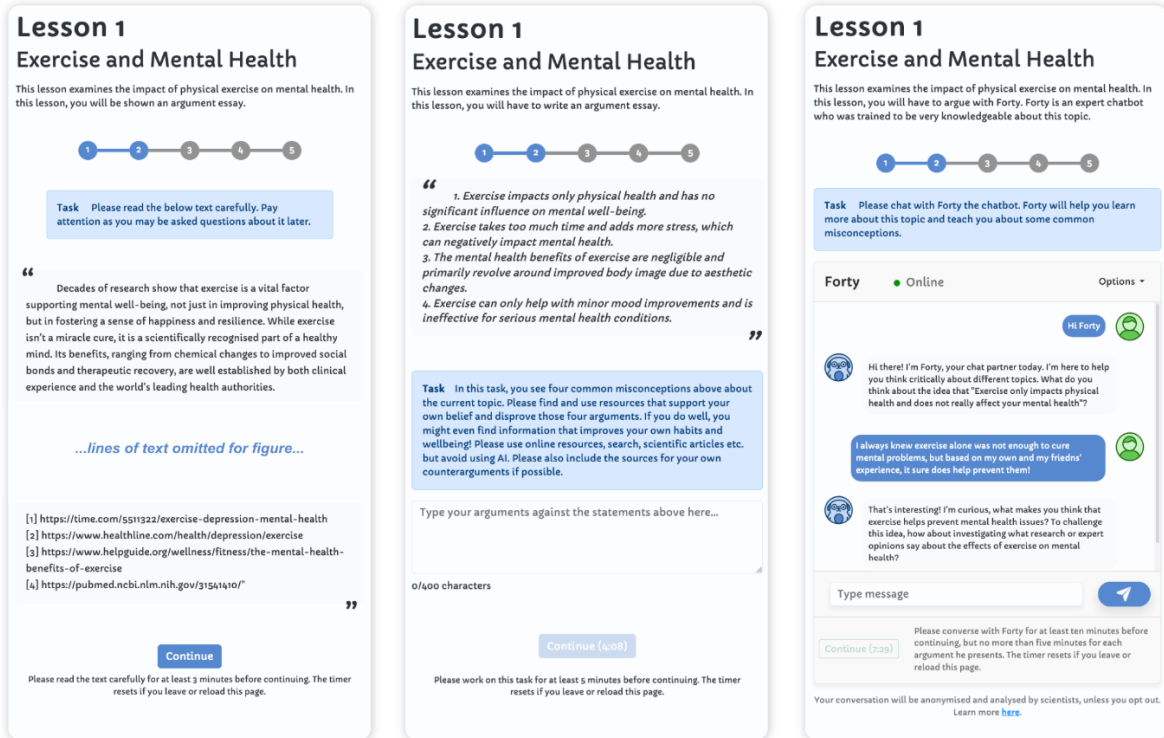 Lesson 1
Exercise and Mental Health
This lesson examines the impact of physical exercise on mental health. In
this lesson, you will be shown an argument essay.
1 2 3 4 5
Task Please read the below text carefully. Pay
attention as you may be asked questions about it later.
“
Decades of research show that exercise is a vital factor
supporting mental well-being, not just in improving physical health,
but in fostering a sense of happiness and resilience. While exercise
isn't a miracle cure, it is a scientifically recognised part of a healthy
mind. Its benefits, ranging from chemical changes to improved social
bonds and therapeutic recovery, are well established by both clinical
experience and the world's leading health authorities.
...lines of text omitted for figure...
[1] https://time.com/5511322/exercise-depression-mental-health
[2] https://www.healthline.com/health/depression/exercise
[3] https://www.helpguide.org/wellness/fitness/the-mental-health-
benefits-of-exercise
[4] https://pubmed.ncbi.nlm.nih.gov/31541410/"
”
Continue
Please read the text carefully for at least 3 minutes before continuing. The timer
resets if you leave or reload this page.
Lesson 1
Exercise and Mental Health
This lesson examines the impact of physical exercise on mental health. In
this lesson, you will have to write an argument essay.
1 2 3 4 5
“
1. Exercise impacts only physical health and has no
significant influence on mental well-being.
2. Exercise takes too much time and adds more stress, which
can negatively impact mental health.
3. The mental health benefits of exercise are negligible and
primarily revolve around improved body image due to aesthetic
changes.
4. Exercise can only help with minor mood improvements and is
ineffective for serious mental health conditions.
”
Task In this task, you see four common misconceptions above about
the current topic. Please find and use resources that support your
own belief and disprove those four arguments. If you do well, you
might even find information that improves your own habits and
wellbeing! Please use online resources, search, scientific articles etc.
but avoid using AI. Please also include the sources for your own
counterarguments if possible.
Type your arguments against the statements above here...
0/400 characters
Continue (4:08)
Please work on this task for at least 5 minutes before continuing. The timer
resets if you leave or reload this page.
Lesson 1
Exercise and Mental Health
This lesson examines the impact of physical exercise on mental health. In
this lesson, you will have to argue with Forty. Forty is an expert chatbot
who was trained to be very knowledgeable about this topic.
1 2 3 4 5
Task Please chat with Forty the chatbot. Forty will help you learn
more about this topic and teach you about some common
misconceptions.
Forty Online Options
Hi Forty
Hi there! I'm Forty, your chat partner today. I'm here to help
you think critically about different topics. What do you
think about the idea that "Exercise only impacts physical
health and does not really affect your mental health"?
I always knew exercise alone was not enough to cure
mental problems, but based on my own and my friedns'
experience, it sure does help prevent them!
That's interesting! I'm curious, what makes you think that
exercise helps prevent mental health issues? To challenge
this idea, how about investigating what research or expert
opinions say about the effects of exercise on mental
health?
Type message
Continue (7:29)
Please converse with Forty for at least ten minutes before
continuing, but no more than five minutes for each
argument he presents. The timer resets if you leave or
reload this page.
Your conversation will be anonymised and analysed by scientists, unless you opt out.
Learn more here.